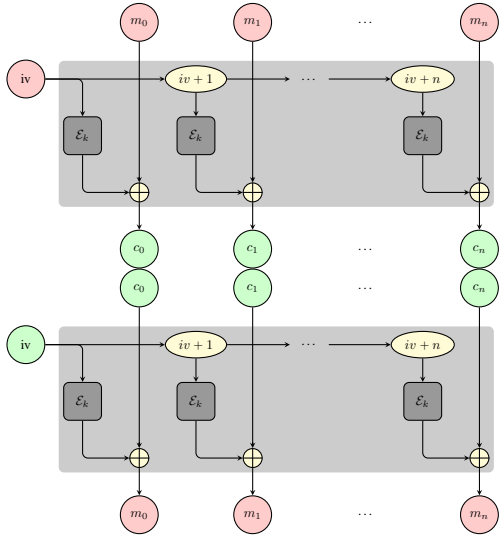 m₀ m₁ ⋯ mₙ
iv iv + 1 ⋯ iv + n
ℰₖ ℰₖ ℰₖ
c₀ c₁ ⋯ cₙ
c₀ c₁ ⋯ cₙ
iv iv + 1 ⋯ iv + n
ℰₖ ℰₖ ℰₖ
m₀ m₁ ⋯ mₙ